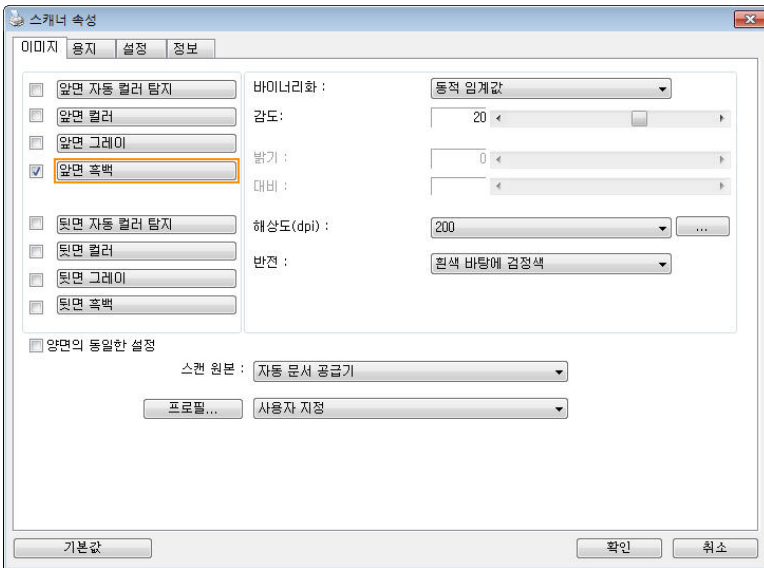 스캐너 속성
이미지 용지 설정 정보
앞면 자동 컬러 탐지
앞면 컬러
앞면 그레이
앞면 흑백
뒷면 자동 컬러 탐지
뒷면 컬러
뒷면 그레이
뒷면 흑백
바이너리화 : 동적 임계값
감도: 20
밝기 : 0
대비 :
해상도(dpi) : 200 ...
반전 : 흰색 바탕에 검정색
양면의 동일한 설정
스캔 원본 : 자동 문서 공급기
프로필... 사용자 지정
기본값 확인 취소